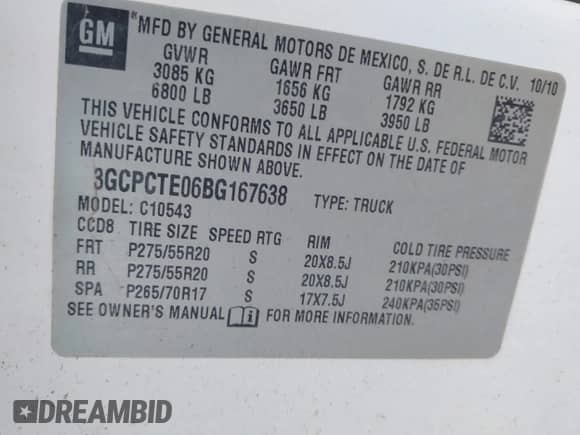 GM ® MFD BY GENERAL MOTORS DE MEXICO, S. DE R.L. DE C.V. 10/10
GVWR GAWR FRT GAWR RR
3085 KG 1656 KG 1792 KG
6800 LB 3650 LB 3950 LB
THIS VEHICLE CONFORMS TO ALL APPLICABLE U.S. FEDERAL MOTOR
VEHICLE SAFETY STANDARDS IN EFFECT ON THE DATE OF
MANUFACTURE SHOWN ABOVE.
3GCPCTE06BG167638 TYPE: TRUCK
MODEL: C10543
CCD8 TIRE SIZE SPEED RTG RIM COLD TIRE PRESSURE
FRT P275/55R20 S 20X8.5J 210KPA(30PSI)
RR P275/55R20 S 20X8.5J 210KPA(30PSI)
SPA P265/70R17 S 17X7.5J 240KPA(35PSI)
SEE OWNER'S MANUAL i FOR MORE INFORMATION.
DREAMBID